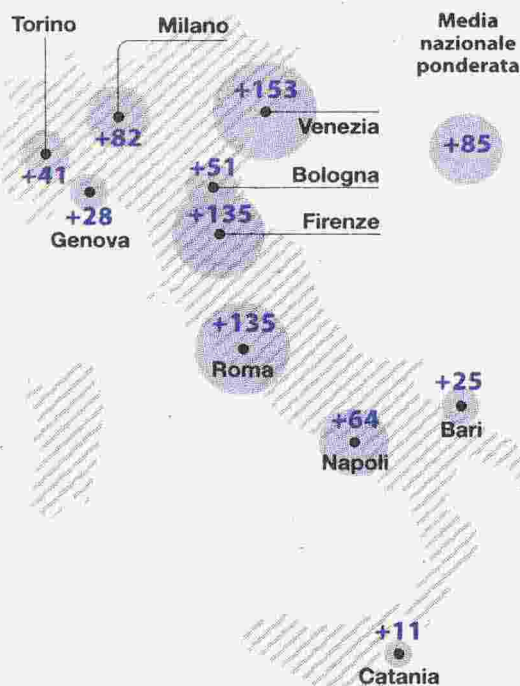 Torino
Milano
Media
nazionale
ponderata
+153
Venezia
+82
+85
+41
+51
Bologna
+28
Genova
+135
Firenze
+135
Roma
+25
Bari
+64
Napoli
+11
Catania